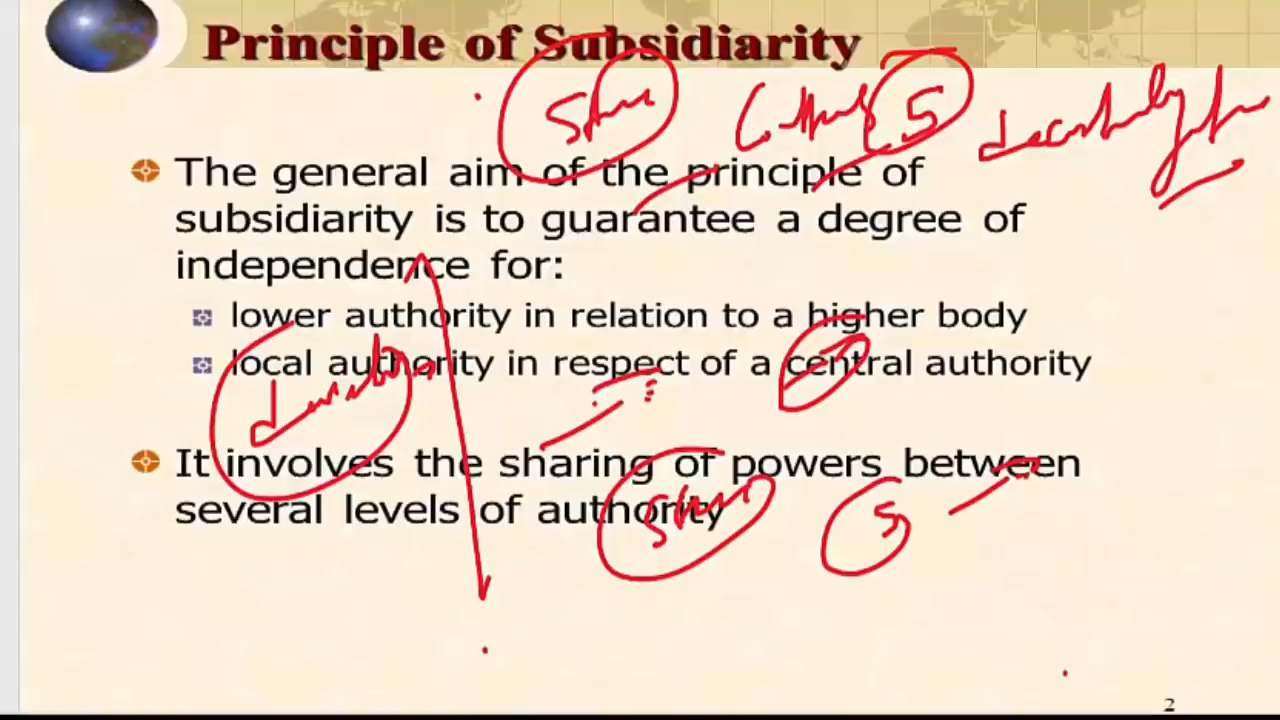 Principle of Subsidiarity
The general aim of the principle of
subsidiarity is to guarantee a degree of
independence for:
lower authority in relation to a higher body
local authority in respect of a central authority
It involves the sharing of powers between
several levels of authority
2